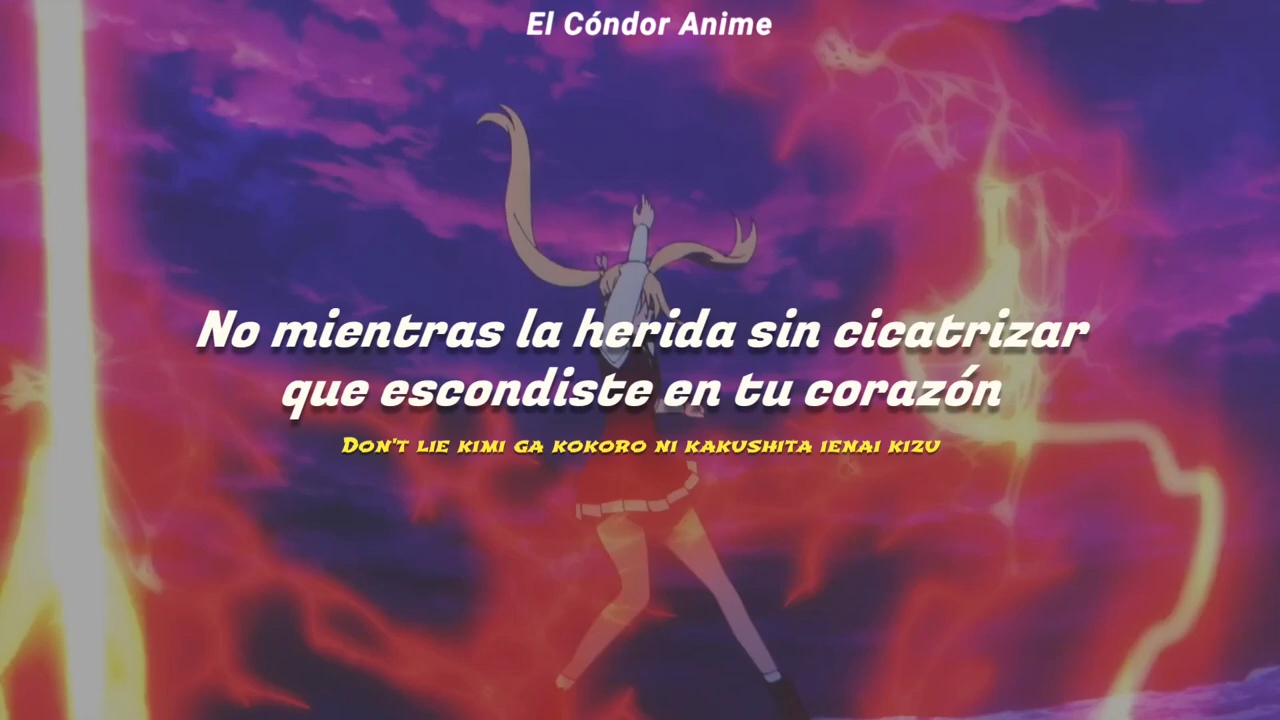 El Cóndor Anime
No mientras la herida sin cicatrizar
que escondiste en tu corazón
Don't lie kimi ga kokoro ni kakushita ienai kizu